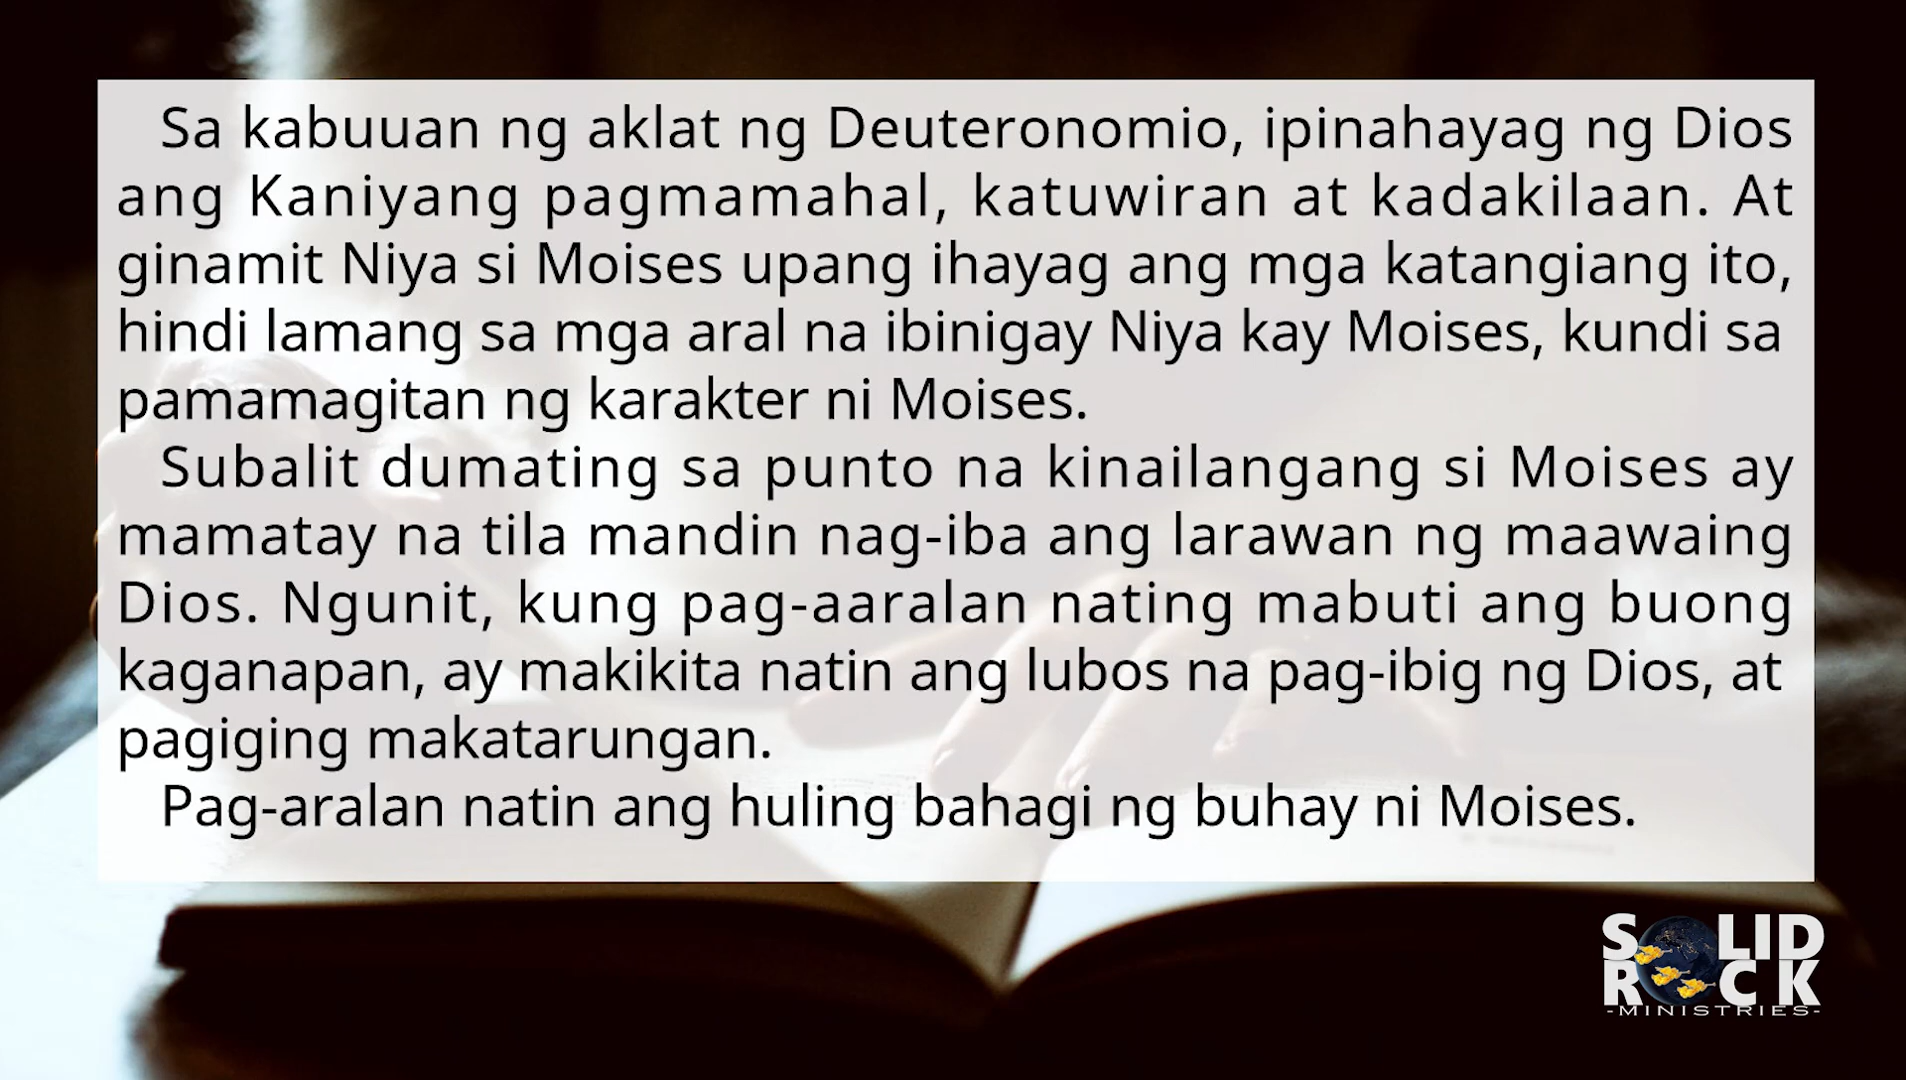 Sa kabuuan ng aklat ng Deuteronomio, ipinahayag ng Dios
ang Kaniyang pagmamahal, katuwiran at kadakilaan. At
ginamit Niya si Moises upang ihayag ang mga katangiang ito,
hindi lamang sa mga aral na ibinigay Niya kay Moises, kundi sa
pamamagitan ng karakter ni Moises.
Subalit dumating sa punto na kinailangang si Moises ay
mamatay na tila mandin nag-iba ang larawan ng maawaing
Dios. Ngunit, kung pag-aaralan nating mabuti ang buong
kaganapan, ay makikita natin ang lubos na pag-ibig ng Dios, at
pagiging makatarungan.
Pag-aralan natin ang huling bahagi ng buhay ni Moises.
SOLID
ROCK
-MINISTRIES-